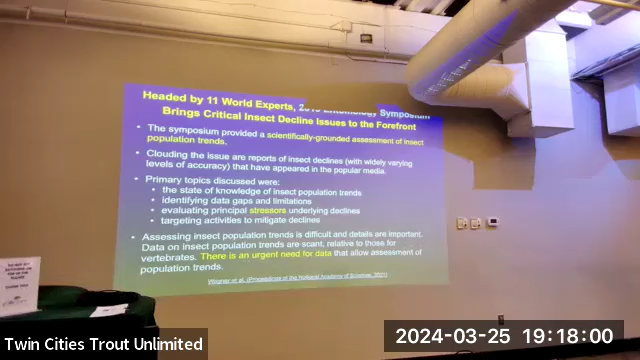 Headed by 11 World Experts, Entomology Symposium
Brings Critical Insect Decline Issues to the Forefront
• The symposium provided a scientifically-grounded assessment of insect
population trends.
• Clouding the issue are reports of insect declines (with widely varying
levels of accuracy) that have appeared in the popular media.
• Primary topics discussed were:
• the state of knowledge of insect population trends
• identifying data gaps and limitations
• evaluating principal stressors underlying declines
• targeting activities to mitigate declines
• Assessing insect population trends is difficult and details are important.
Data on insect population trends are scant, relative to those for
vertebrates. There is an urgent need for data that allow assessment of
population trends.
Wagner et al. (Proceedings of the National Academy of Sciences, 2021)
Twin Cities Trout Unlimited
2024-03-25 19:18:00